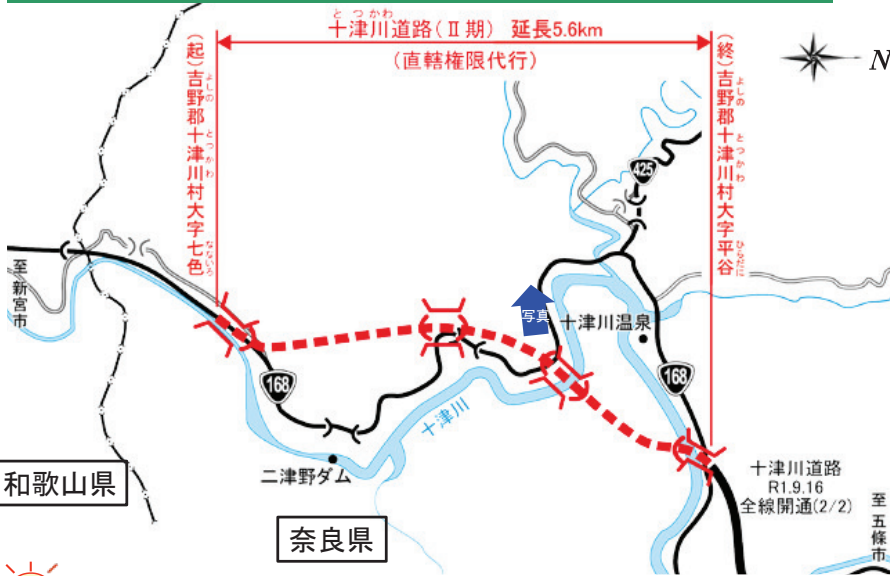 とつかわ
十津川道路(Ⅱ期) 延長5.6km
(直轄権限代行)
(起)吉野郡十津川村大字七色
よしの とつかわ なないろ
(終)吉野郡十津川村大字平谷
よしの とつかわ ひらだに
N
425
至新宮市
写真
十津川温泉
168
168
十津川
二津野ダム
和歌山県
奈良県
十津川道路
R1.9.16
全線開通(2/2)
至五條市